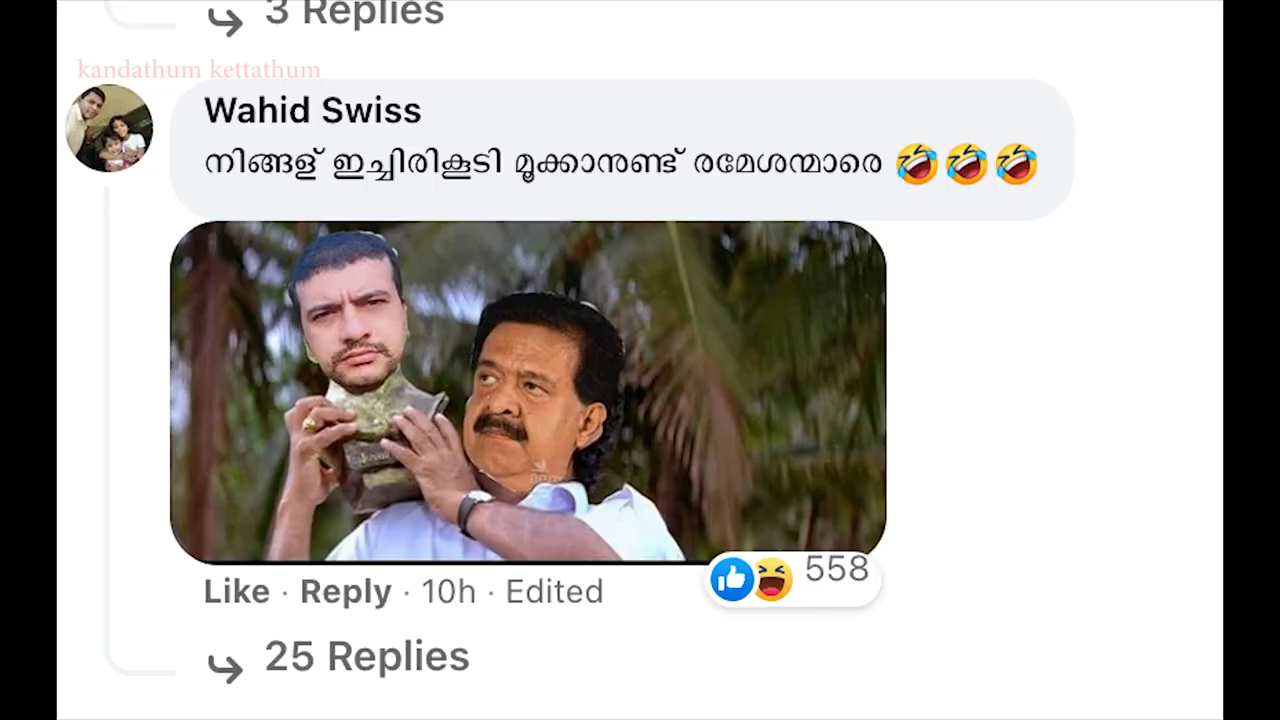 3 Replies
kandathum kettathum
Wahid Swiss
നിങ്ങള് ഇച്ചിരികൂടി മൂക്കാനുണ്ട് രമേശന്മാരെ 🤣🤣🤣
Like · Reply · 10h · Edited
558
25 Replies